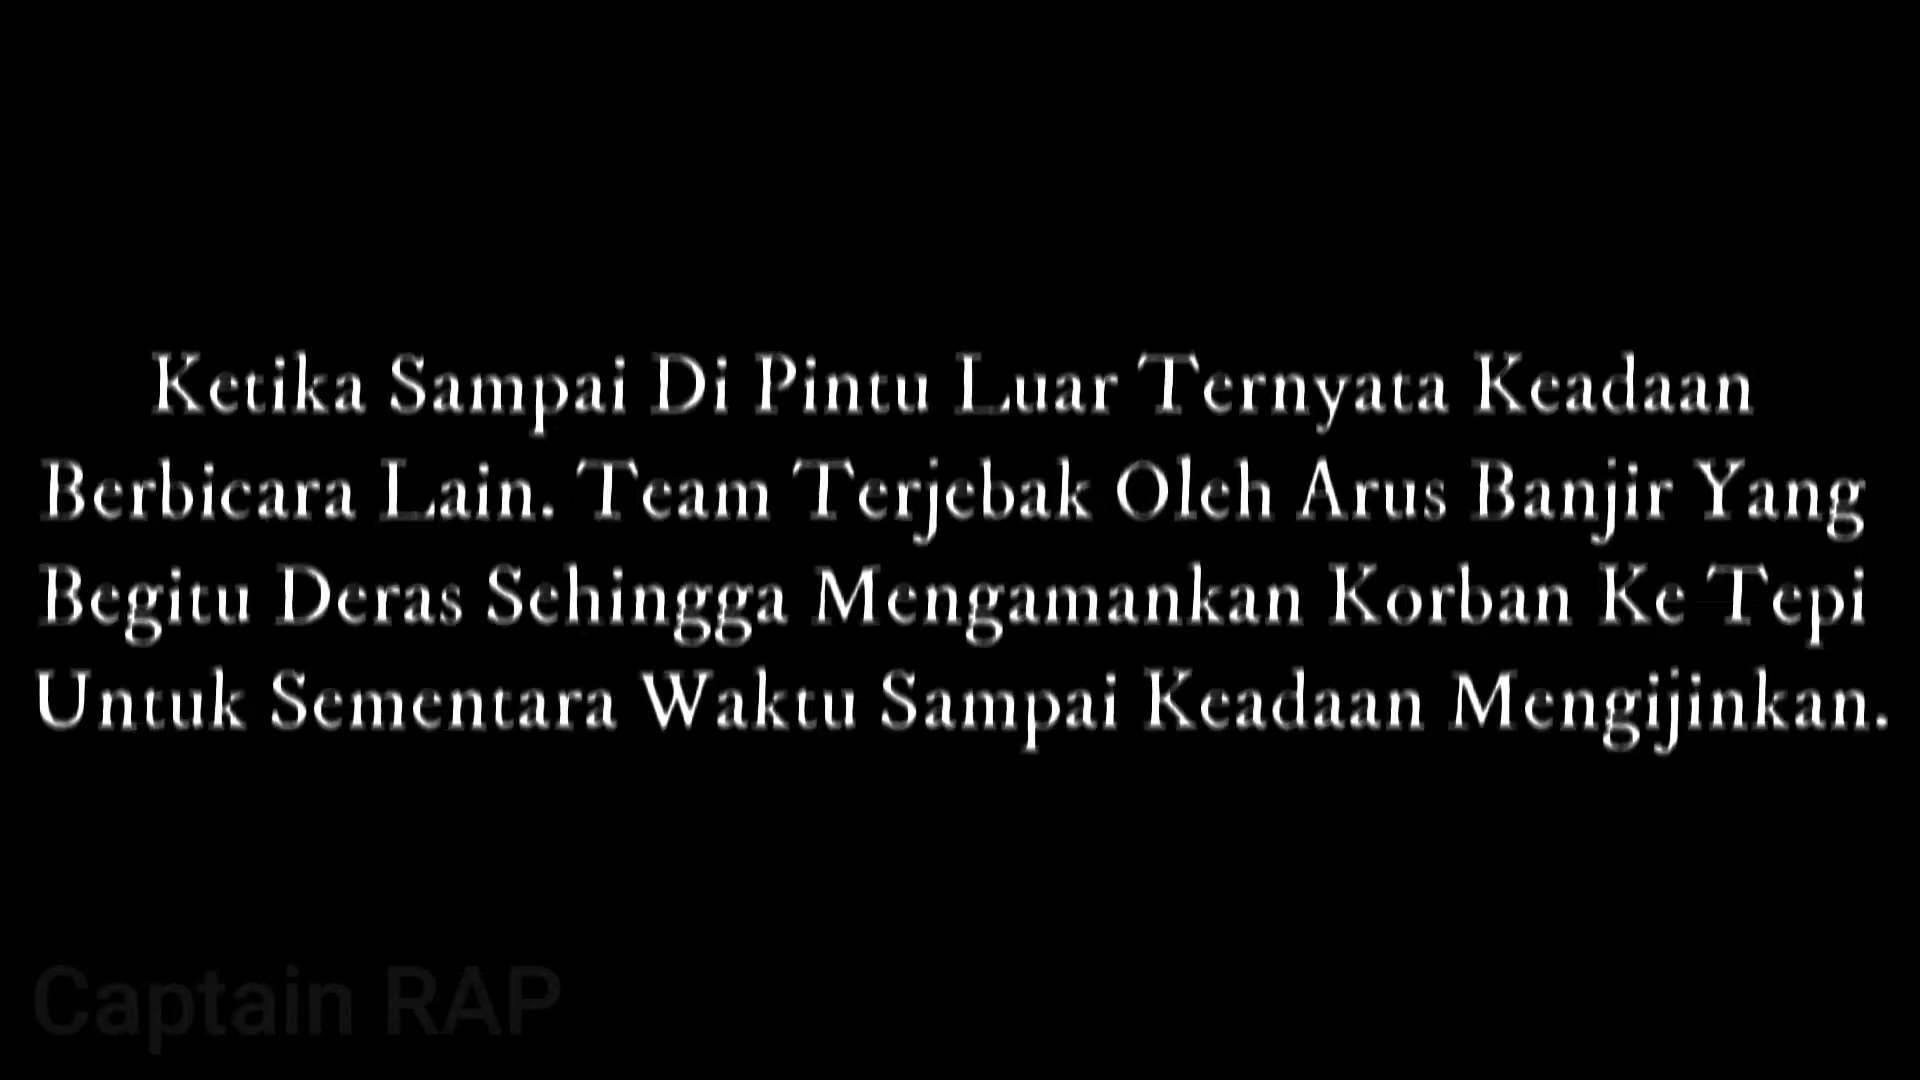 Ketika Sampai Di Pintu Luar Ternyata Keadaan
Berbicara Lain. Team Terjebak Oleh Arus Banjir Yang
Begitu Deras Sehingga Mengamankan Korban Ke Tepi
Untuk Sementara Waktu Sampai Keadaan Mengijinkan.
Captain RAP